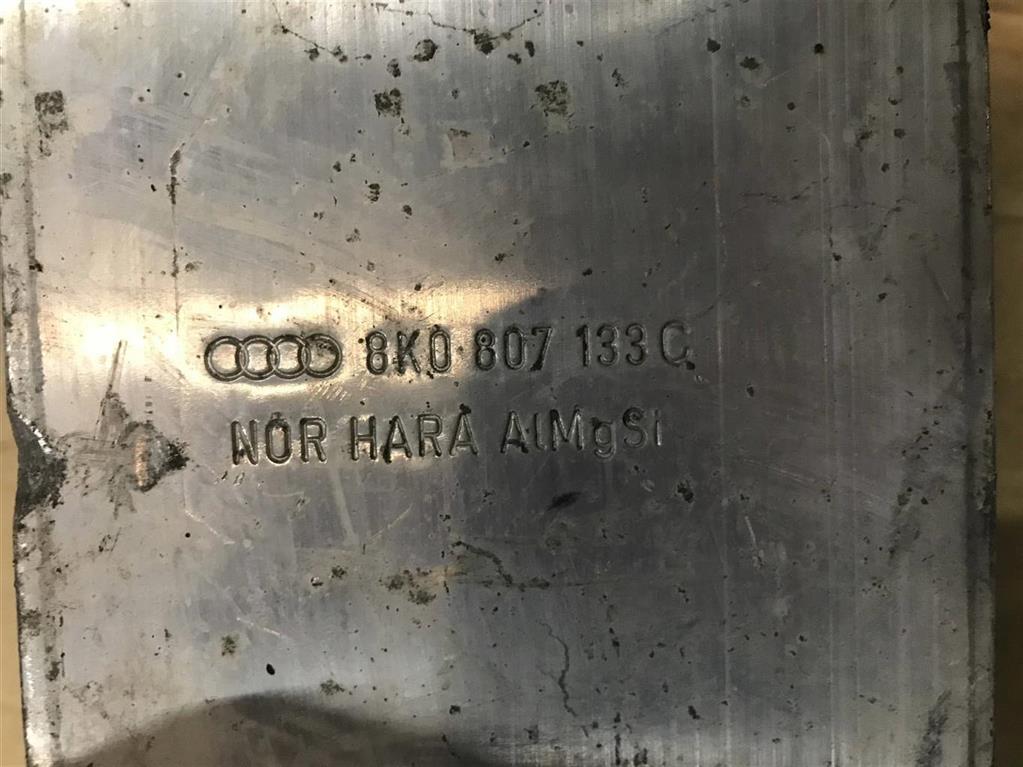 8K0 807 133 C
NOR HARA AlMgSi